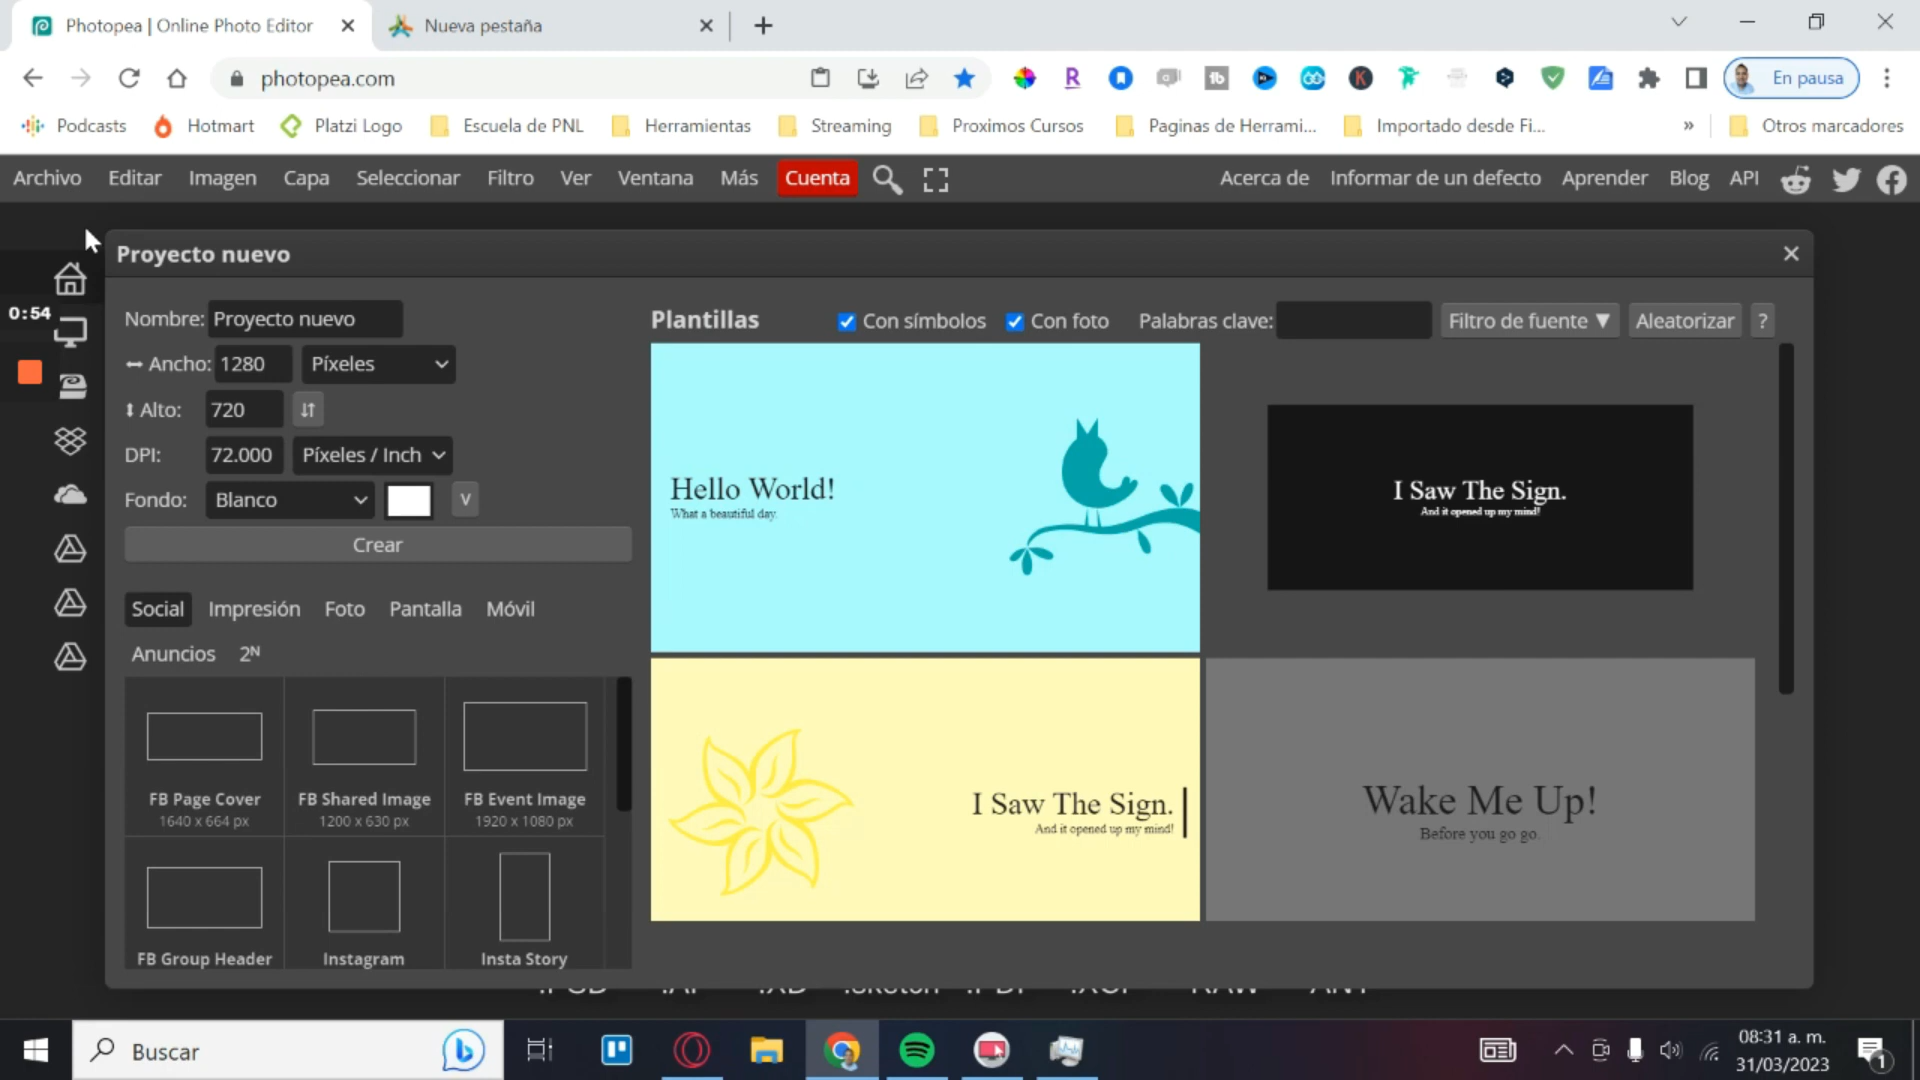 Photopea | Online Photo Editor
Nueva pestaña
photopea.com
En pausa
Podcasts
Hotmart
Platzi Logo
Escuela de PNL
Herramientas
Streaming
Proximos Cursos
Paginas de Herrami...
Importado desde Fi...
»
Otros marcadores
Archivo Editar Imagen Capa Seleccionar Filtro Ver Ventana Más Cuenta
Acerca de Informar de un defecto Aprender Blog API
Proyecto nuevo
0:54
Nombre: Proyecto nuevo
Ancho: 1280 Píxeles
Alto: 720
DPI: 72.000 Píxeles / Inch
Fondo: Blanco V
Crear
Social Impresión Foto Pantalla Móvil
Anuncios 2ᴺ
FB Page Cover
1640 x 664 px
FB Shared Image
1200 x 630 px
FB Event Image
1920 x 1080 px
FB Group Header
Instagram
Insta Story
Plantillas
Con símbolos
Con foto
Palabras clave:
Filtro de fuente ▼
Aleatorizar
?
Hello World!
What a beautiful day.
I Saw The Sign.
And it opened up my mind!
I Saw The Sign.
And it opened up my mind!
Wake Me Up!
Before you go go.
Buscar
08:31 a. m.
31/03/2023
1